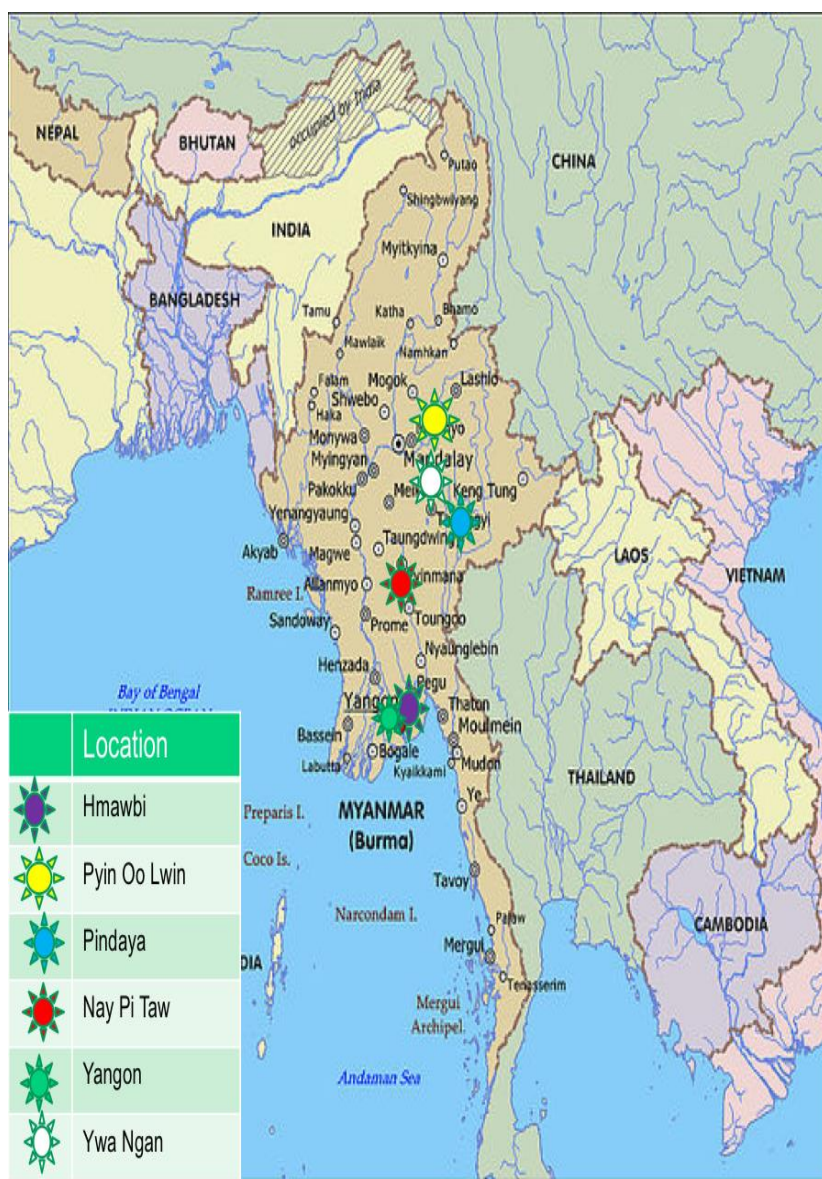 occupied by India
NEPAL
BHUTAN
CHINA
Putao
Shingbwiyang
INDIA
Myitkyina
BANGLADESH
Tamu
Katha
Bhamo
Mawlaik
Namhkan
Falam
Mogok
Lashio
Shwebo
Haka
Monywa
Mandalay
Myingyan
Pakokku
Keng Tung
Yenangyaung
Akyab
Magwe
Taungdwing
LAOS
VIETNAM
Allanmyo
Ramree I.
Toungoo
Sandoway
Prome
Nyaunglebin
Henzada
Pegu
Bay of Bengal
Yangon
Thaton
Bassein
Moulmein
Labutta
Bogale
Mudon
Kyaikkami
THAILAND
Ye
Preparis I.
MYANMAR
(Burma)
Coco Is.
Tavoy
Narcondam I.
Palaw
CAMBODIA
Mergui
Tenasserim
Mergui
Archipel.
Andaman Sea
Location
Hmawbi
Pyin Oo Lwin
Pindaya
Nay Pi Taw
Yangon
Ywa Ngan